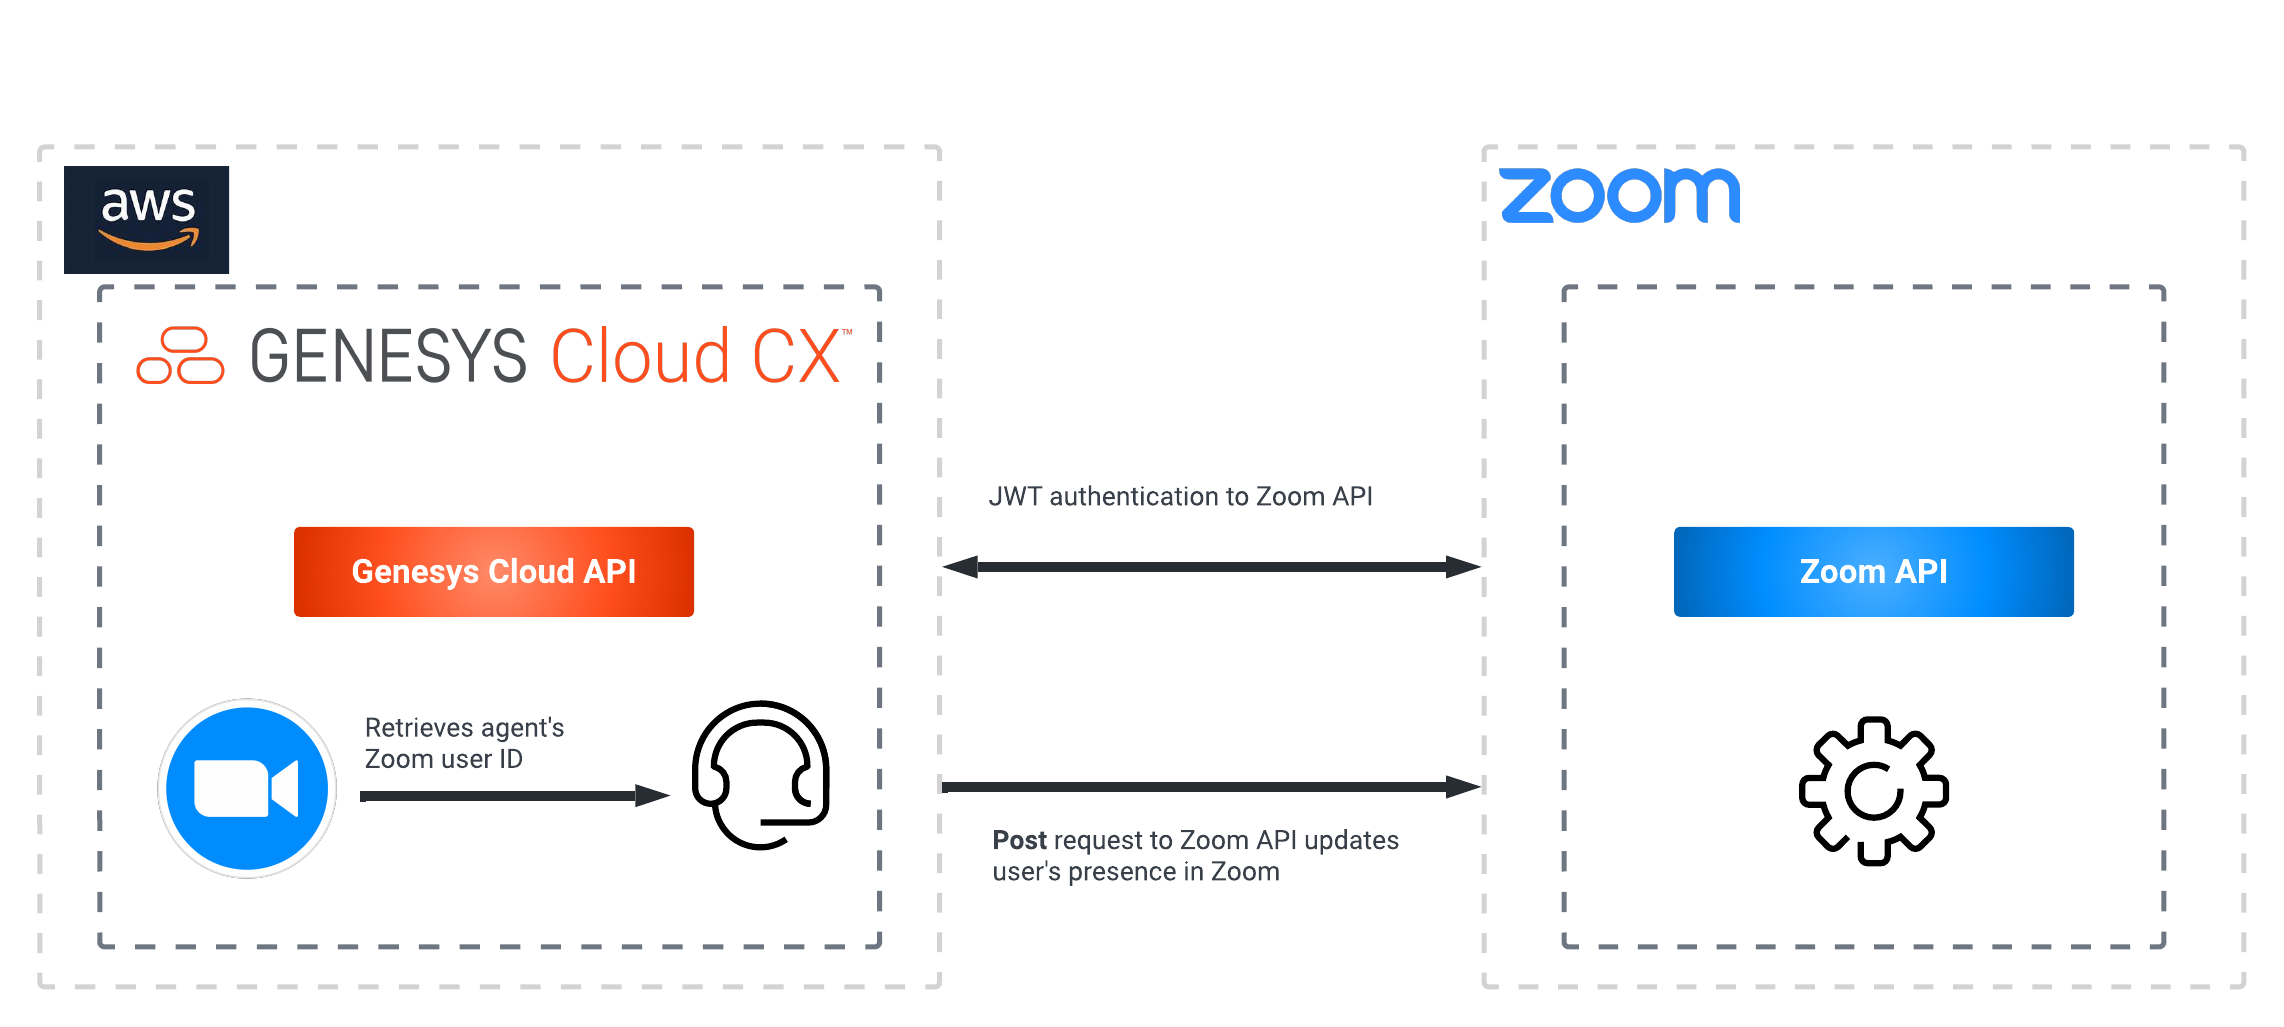 aws
zoom
GENESYS Cloud CX™
JWT authentication to Zoom API
Genesys Cloud API
Zoom API
Retrieves agent's
Zoom user ID
Post request to Zoom API updates
user's presence in Zoom